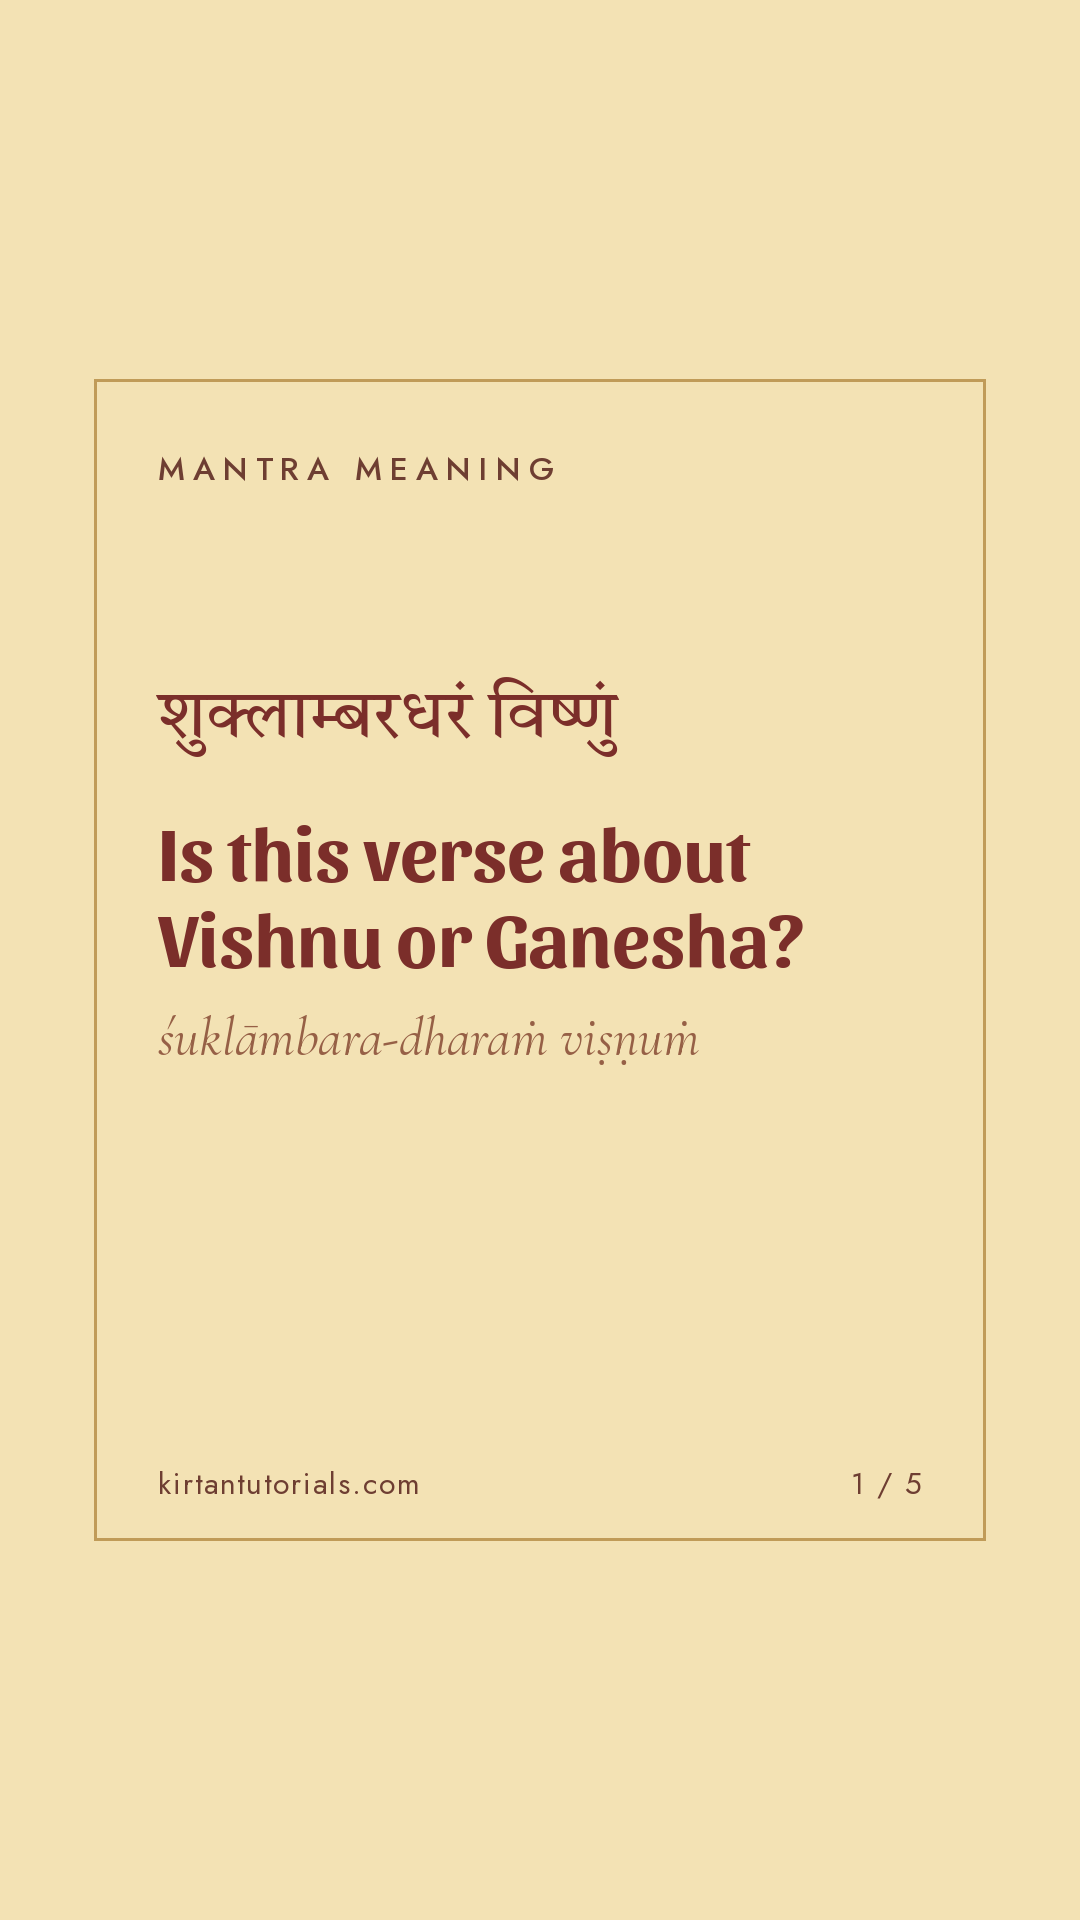 MANTRA MEANING
शुक्लाम्बरधरं विष्णुं
Is this verse about
Vishnu or Ganesha?
śuklāmbara-dharaṁ viṣṇuṁ
kirtantutorials.com
1 / 5